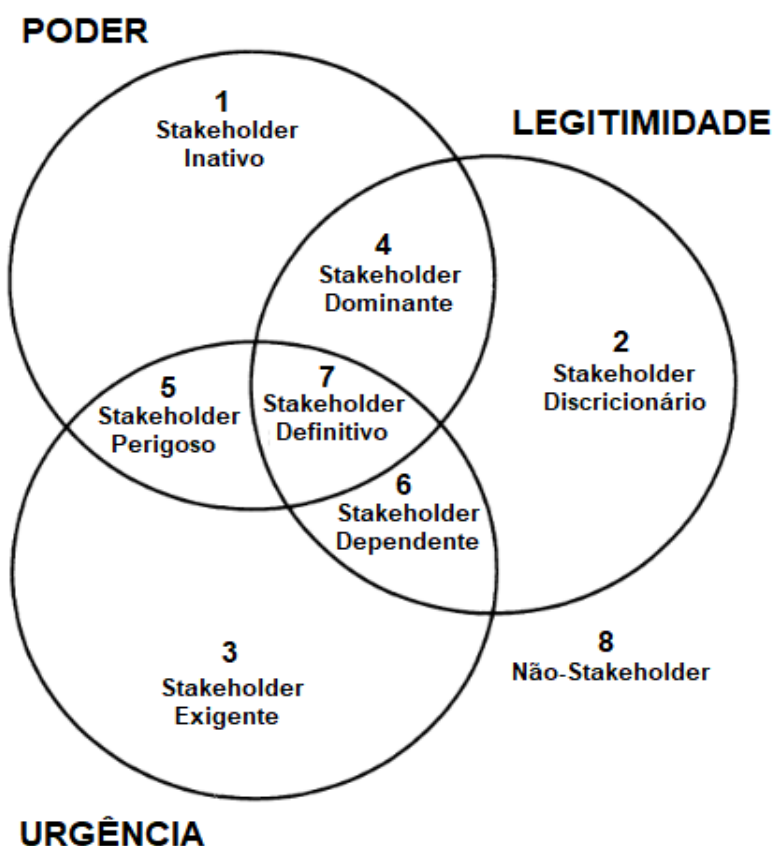 PODER
1
Stakeholder
Inativo
LEGITIMIDADE
4
Stakeholder
Dominante
2
Stakeholder
Discricionário
5
Stakeholder
Perigoso
7
Stakeholder
Definitivo
6
Stakeholder
Dependente
3
Stakeholder
Exigente
8
Não-Stakeholder
URGÊNCIA